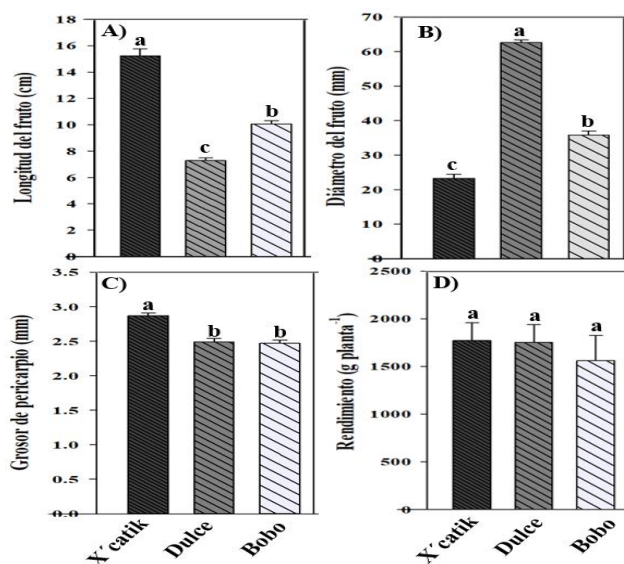 A)
Longitud del fruto (cm)
18
16
14
12
10
8
6
4
2
0
a
c
b
B)
Diámetro del fruto (mm)
70
60
50
40
30
20
10
0
c
a
b
C)
Grosor de pericarpio (mm)
3.5
3.0
2.5
2.0
1.5
1.0
0.5
0.0
a
b
b
X´catik
Dulce
Bobo
D)
Rendimiento (g planta⁻¹)
2500
2000
1500
1000
500
0
a
a
a
X´catik
Dulce
Bobo